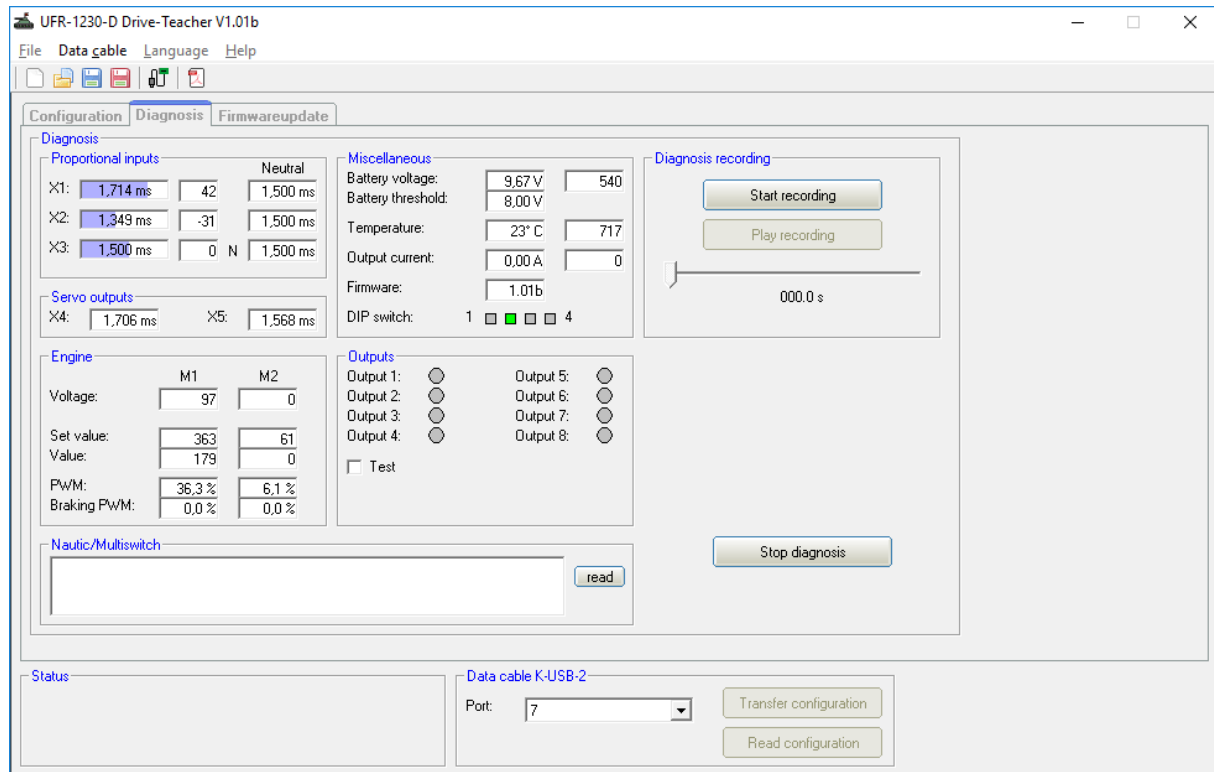 UFR-1230-D Drive-Teacher V1.01b
File Data cable Language Help
Configuration Diagnosis Firmwareupdate
Diagnosis
Proportional inputs
Neutral
X1: 1,714 ms 42 1,500 ms
X2: 1,349 ms -31 1,500 ms
X3: 1,500 ms 0 N 1,500 ms
Servo outputs
X4: 1,706 ms X5: 1,568 ms
Engine
M1 M2
Voltage: 97 0
Set value: 363 61
Value: 179 0
PWM: 36,3 % 6,1 %
Braking PWM: 0,0 % 0,0 %
Miscellaneous
Battery voltage: 9,67 V 540
Battery threshold: 8,00 V
Temperature: 23° C 717
Output current: 0,00 A 0
Firmware: 1.01b
DIP switch: 1 4
Outputs
Output 1: Output 5:
Output 2: Output 6:
Output 3: Output 7:
Output 4: Output 8:
Test
Diagnosis recording
Start recording
Play recording
000.0 s
Nautic/Multiswitch
read
Stop diagnosis
Status
Data cable K-USB-2
Port: 7
Transfer configuration
Read configuration